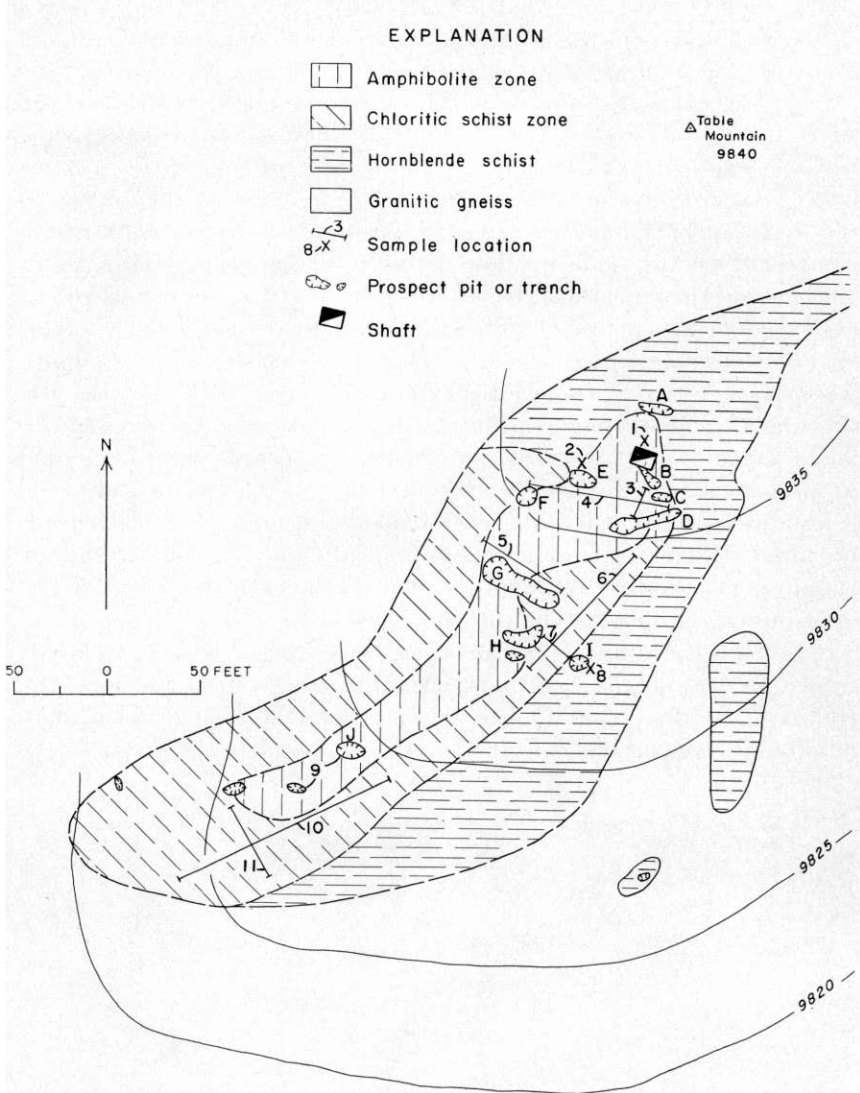 EXPLANATION
Amphibolite zone
Chloritic schist zone
Hornblende schist
Granitic gneiss
3
8 X Sample location
Prospect pit or trench
Shaft
Table
Mountain
9840
A
1
X
2
X
E
B
3
C
4
F
D
9835
N
5
G
6
7
H
I
X 8
9830
50 0 50 FEET
J
9
10
11
9825
9820